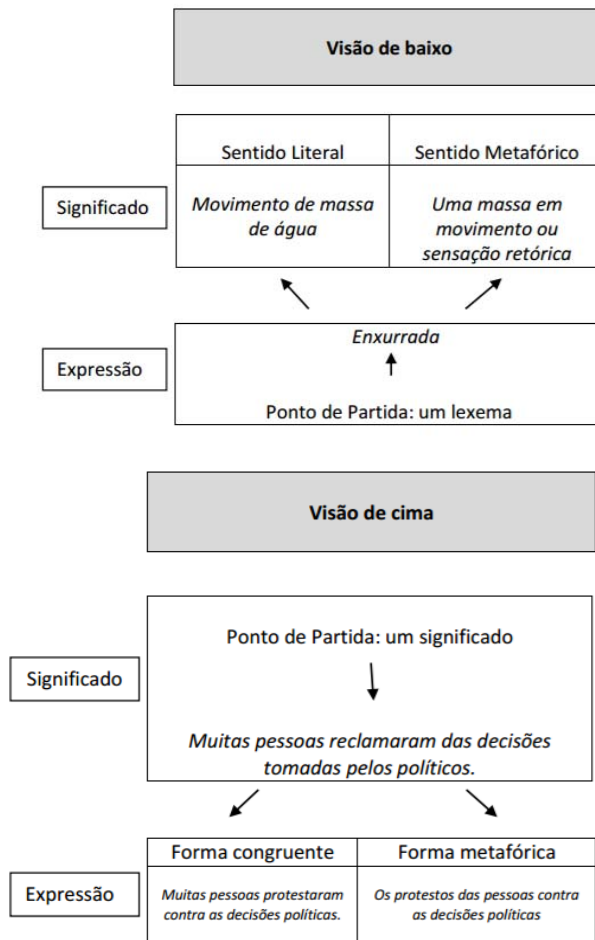 Visão de baixo
Sentido Literal
Sentido Metafórico
Significado
Movimento de massa
de água
Uma massa em
movimento ou
sensação retórica
Expressão
Enxurrada
Ponto de Partida: um lexema
Visão de cima
Significado
Ponto de Partida: um significado
Muitas pessoas reclamaram das decisões
tomadas pelos políticos.
Forma congruente
Forma metafórica
Expressão
Muitas pessoas protestaram
contra as decisões políticas.
Os protestos das pessoas contra
as decisões políticas